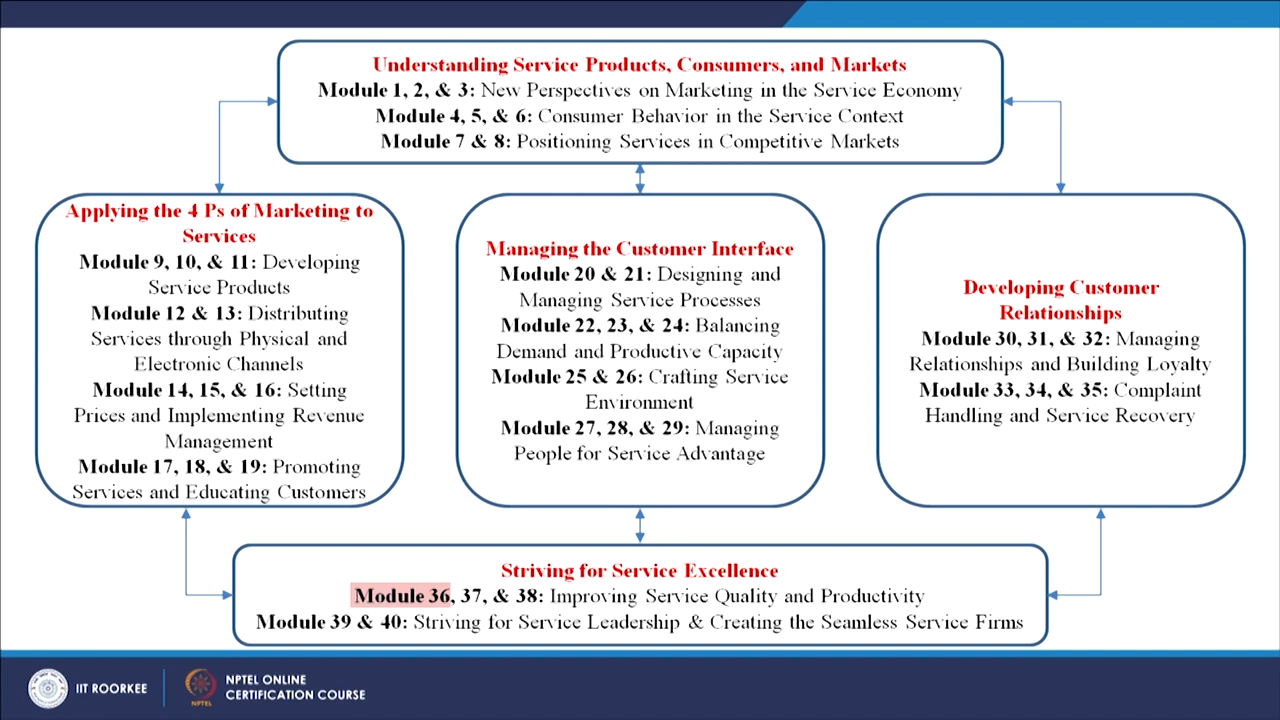 Understanding Service Products, Consumers, and Markets
Module 1, 2, & 3: New Perspectives on Marketing in the Service Economy
Module 4, 5, & 6: Consumer Behavior in the Service Context
Module 7 & 8: Positioning Services in Competitive Markets
Applying the 4 Ps of Marketing to
Services
Module 9, 10, & 11: Developing
Service Products
Module 12 & 13: Distributing
Services through Physical and
Electronic Channels
Module 14, 15, & 16: Setting
Prices and Implementing Revenue
Management
Module 17, 18, & 19: Promoting
Services and Educating Customers
Managing the Customer Interface
Module 20 & 21: Designing and
Managing Service Processes
Module 22, 23, & 24: Balancing
Demand and Productive Capacity
Module 25 & 26: Crafting Service
Environment
Module 27, 28, & 29: Managing
People for Service Advantage
Developing Customer
Relationships
Module 30, 31, & 32: Managing
Relationships and Building Loyalty
Module 33, 34, & 35: Complaint
Handling and Service Recovery
Striving for Service Excellence
Module 36, 37, & 38: Improving Service Quality and Productivity
Module 39 & 40: Striving for Service Leadership & Creating the Seamless Service Firms
IIT ROORKEE
NPTEL
NPTEL ONLINE
CERTIFICATION COURSE